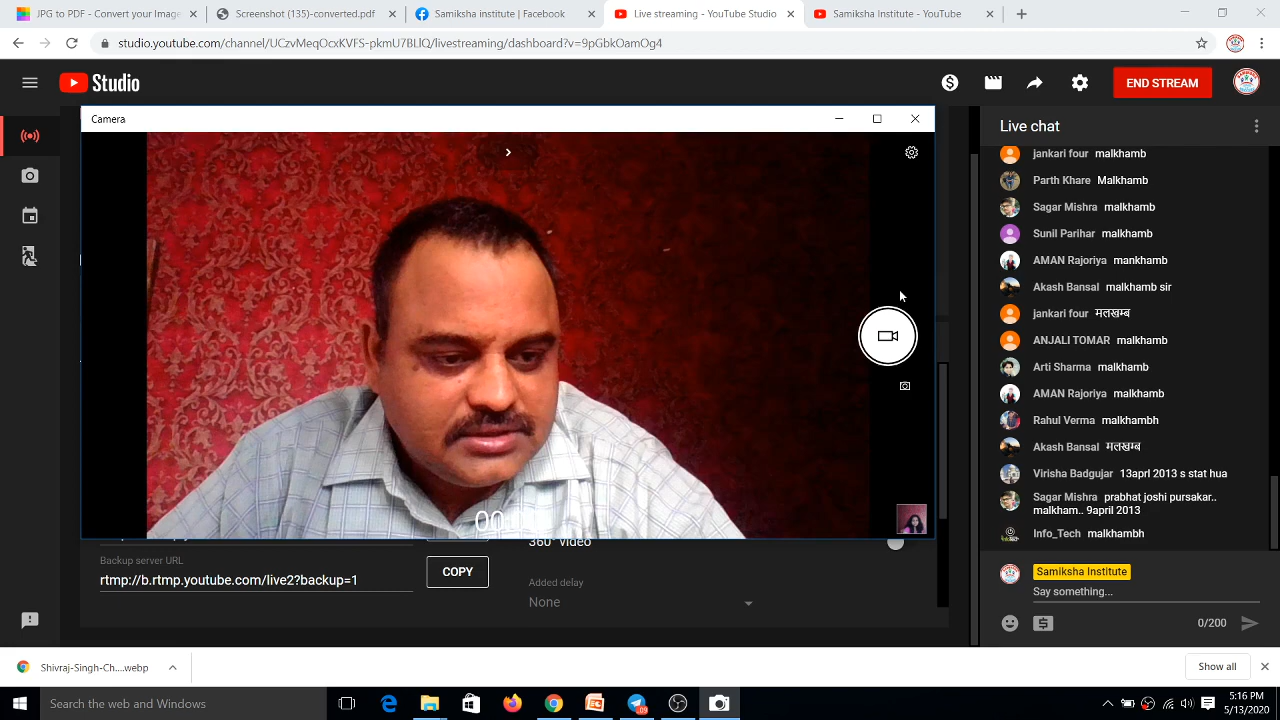 JPG to PDF - Convert your Image
Screenshot (135)-converted.pdf
Samiksha institute | Facebook
Live streaming - YouTube Studio
Samiksha Institute - YouTube
studio.youtube.com/channel/UCzvMeqOcxKVFS-pkmU7BLlQ/livestreaming/dashboard?v=9pGbkOamOg4
Studio
END STREAM
Camera
Live chat
jankari four malkhamb
Parth Khare Malkhamb
Sagar Mishra malkhamb
Sunil Parihar malkhamb
AMAN Rajoriya mankhamb
Akash Bansal malkhamb sir
jankari four मलखम्ब
ANJALI TOMAR malkhamb
Arti Sharma malkhamb
AMAN Rajoriya malkhamb
Rahul Verma malkhambh
Akash Bansal मलखम्ब
Virisha Badgujar 13aprl 2013 s stat hua
Sagar Mishra prabhat joshi pursakar..
malkham.. 9april 2013
Info_Tech malkhambh
360° video
Backup server URL
rtmp://b.rtmp.youtube.com/live2?backup=1
COPY
Added delay
None
Samiksha Institute
Say something...
0/200
Shivraj-Singh-Ch....webp
Show all
Search the web and Windows
5:16 PM
5/13/2020